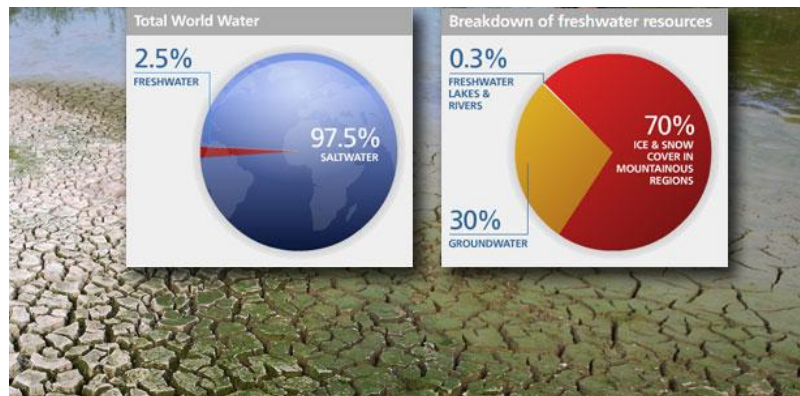 Total World Water
2.5%
FRESHWATER
97.5%
SALTWATER
Breakdown of freshwater resources
0.3%
FRESHWATER
LAKES &
RIVERS
70%
ICE & SNOW
COVER IN
MOUNTAINOUS
REGIONS
30%
GROUNDWATER